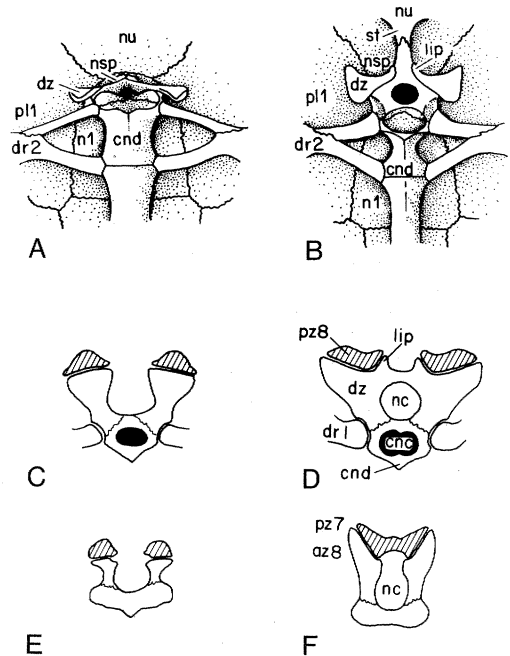 nu
nsp
dz
pl1
n1
cnd
dr2
A
nu
st
lip
nsp
dz
pl1
dr2
cnd
n1
B
C
pz8
lip
dz
nc
dr1
cnc
cnd
D
E
pz7
az8
nc
F